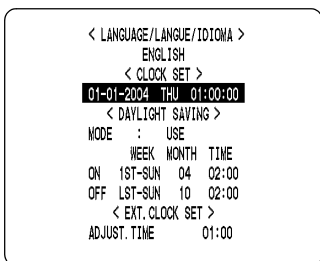 < LANGUAGE/LANGUE/IDIOMA >
ENGLISH
< CLOCK SET >
01-01-2004 THU 01:00:00
< DAYLIGHT SAVING >
MODE : USE
WEEK MONTH TIME
ON 1ST-SUN 04 02:00
OFF LST-SUN 10 02:00
< EXT.CLOCK SET >
ADJUST.TIME 01:00